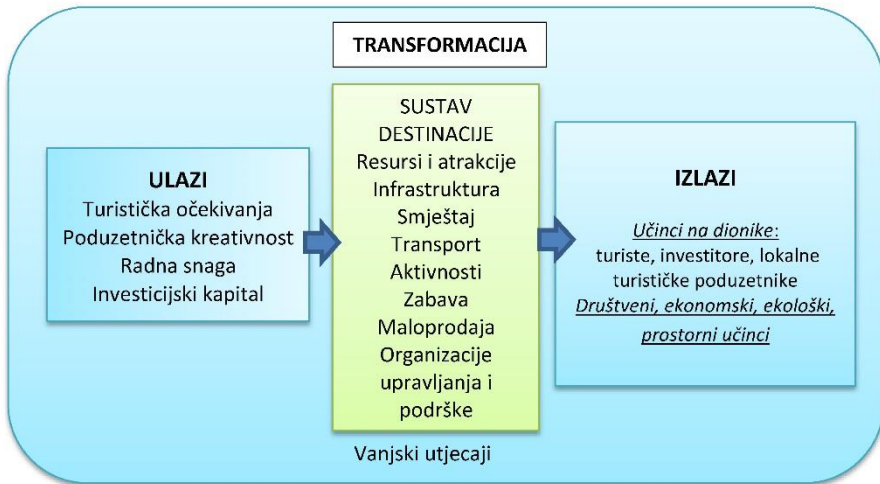 TRANSFORMACIJA
ULAZI
Turistička očekivanja
Poduzetnička kreativnost
Radna snaga
Investicijski kapital
SUSTAV
DESTINACIJE
Resursi i atrakcije
Infrastruktura
Smještaj
Transport
Aktivnosti
Zabava
Maloprodaja
Organizacije
upravljanja i
podrške
IZLAZI
Učinci na dionike:
turiste, investitore, lokalne
turističke poduzetnike
Društveni, ekonomski, ekološki,
prostorni učinci
Vanjski utjecaji